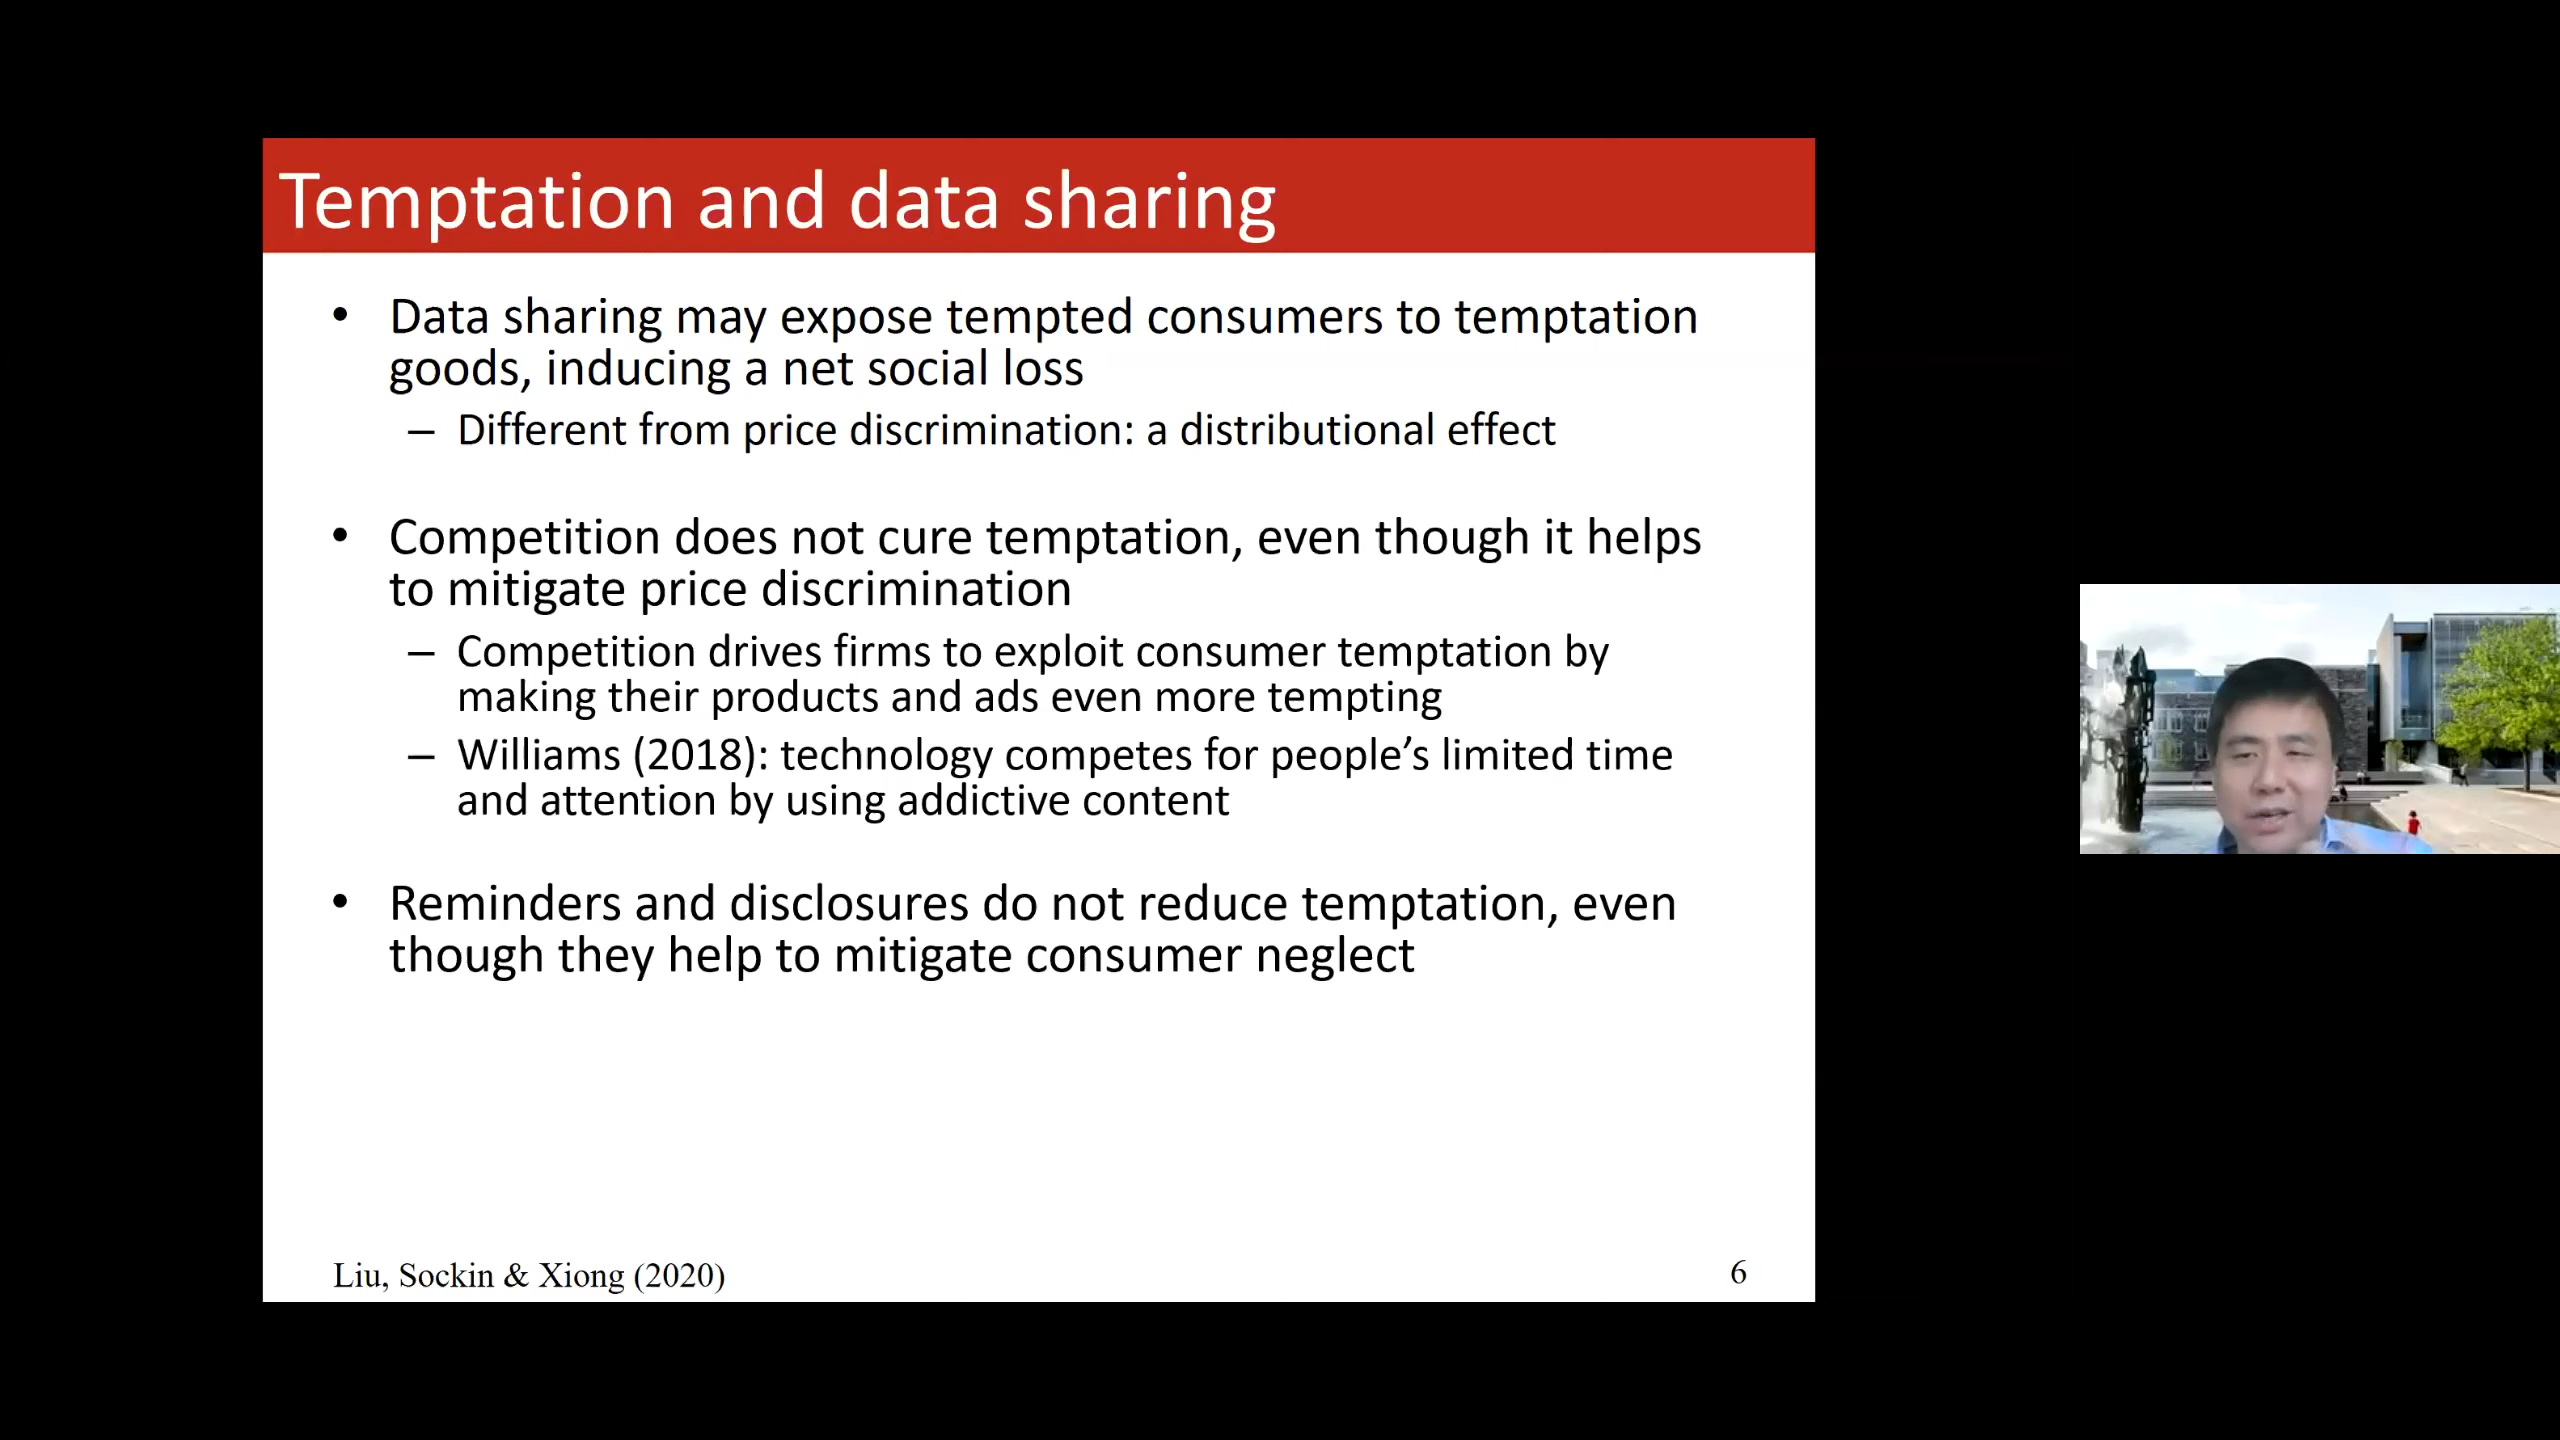 Temptation and data sharing
• Data sharing may expose tempted consumers to temptation
goods, inducing a net social loss
– Different from price discrimination: a distributional effect
• Competition does not cure temptation, even though it helps
to mitigate price discrimination
– Competition drives firms to exploit consumer temptation by
making their products and ads even more tempting
– Williams (2018): technology competes for people’s limited time
and attention by using addictive content
• Reminders and disclosures do not reduce temptation, even
though they help to mitigate consumer neglect
Liu, Sockin & Xiong (2020)
6